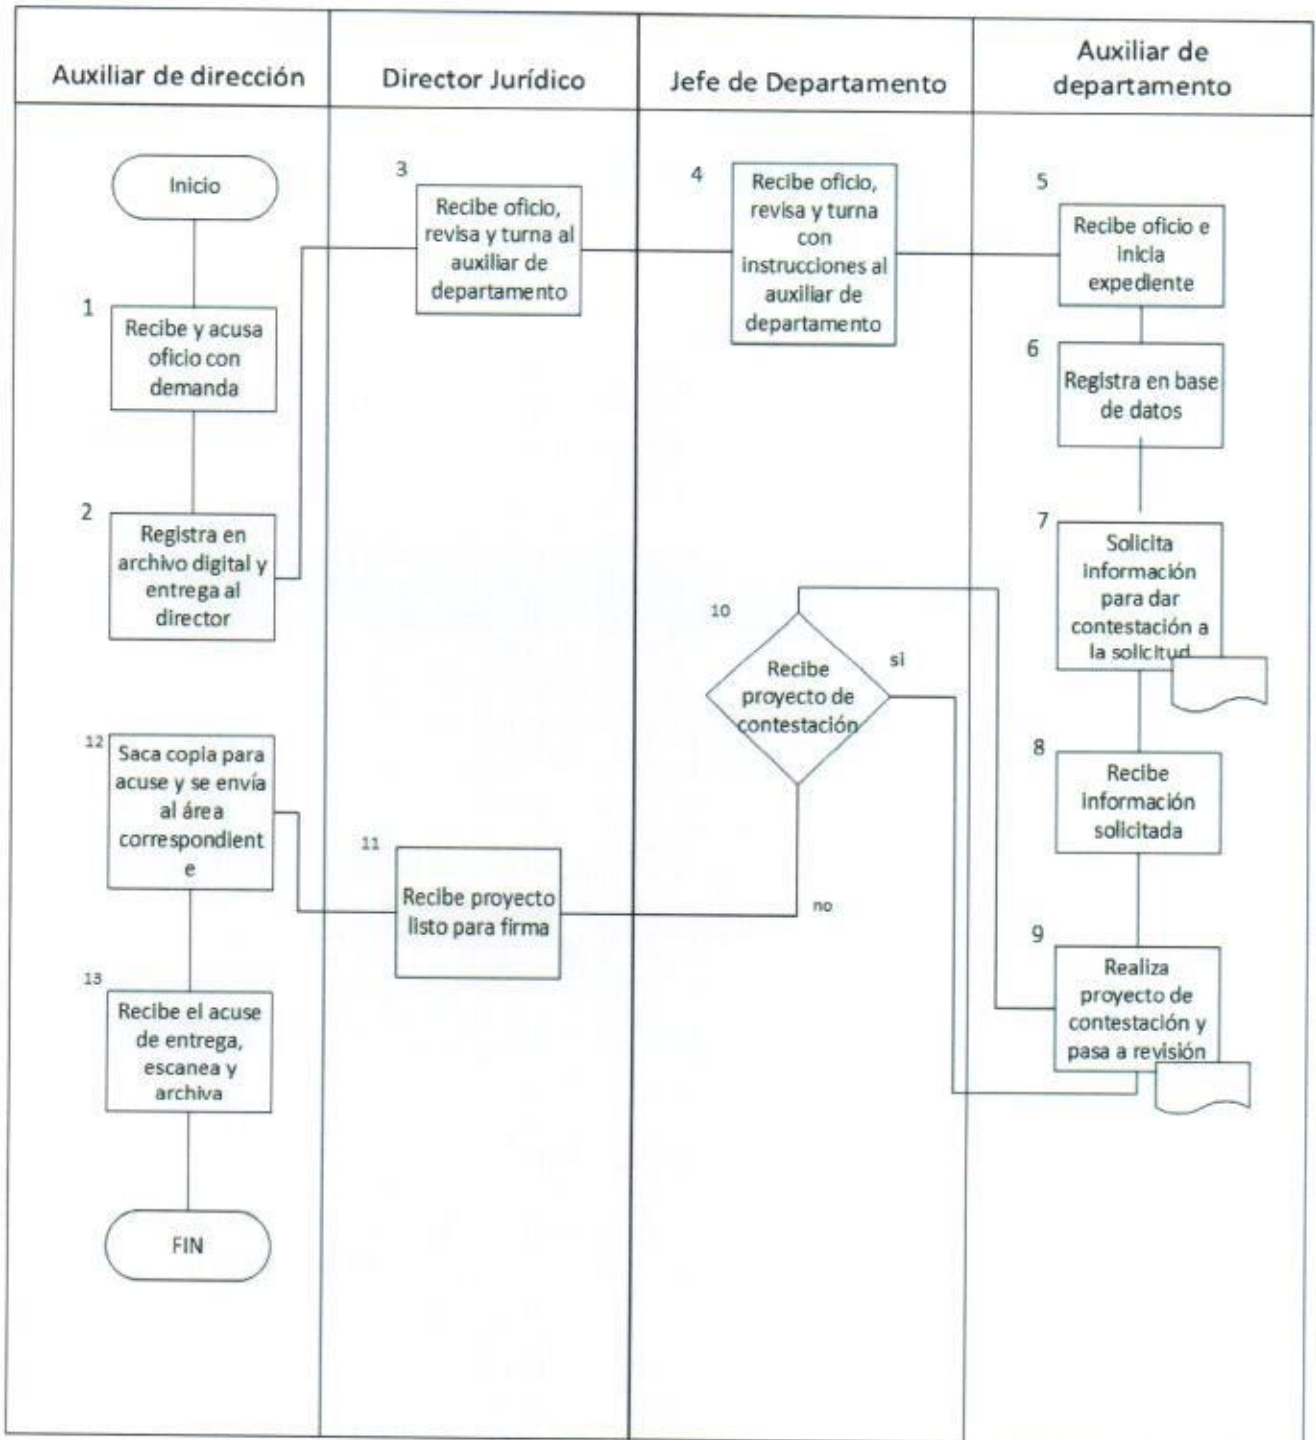 Auxiliar de dirección
Director Jurídico
Jefe de Departamento
Auxiliar de
departamento
Inicio
1
Recibe y acusa
oficio con
demanda
2
Registra en
archivo digital y
entrega al
director
3
Recibe oficio,
revisa y turna al
auxiliar de
departamento
4
Recibe oficio,
revisa y turna
con
instrucciones al
auxiliar de
departamento
5
Recibe oficio e
inicia
expediente
6
Registra en base
de datos
7
Solicita
información
para dar
contestación a
la solicitud
8
Recibe
información
solicitada
9
Realiza
proyecto de
contestación y
pasa a revisión
10
Recibe
proyecto de
contestación
si
no
11
Recibe proyecto
listo para firma
12
Saca copia para
acuse y se envía
al área
correspondient
e
13
Recibe el acuse
de entrega,
escanea y
archiva
FIN